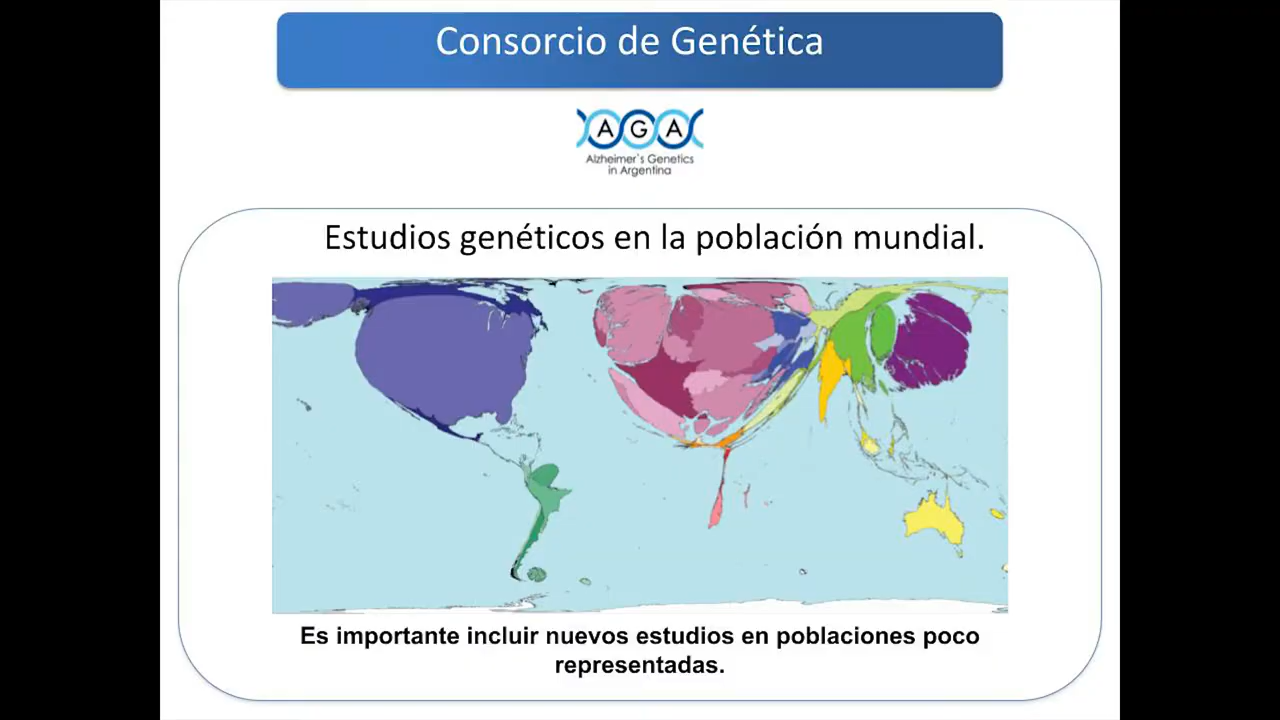 Consorcio de Genética
AGA
Alzheimer`s Genetics
in Argentina
Estudios genéticos en la población mundial.
Es importante incluir nuevos estudios en poblaciones poco
representadas.